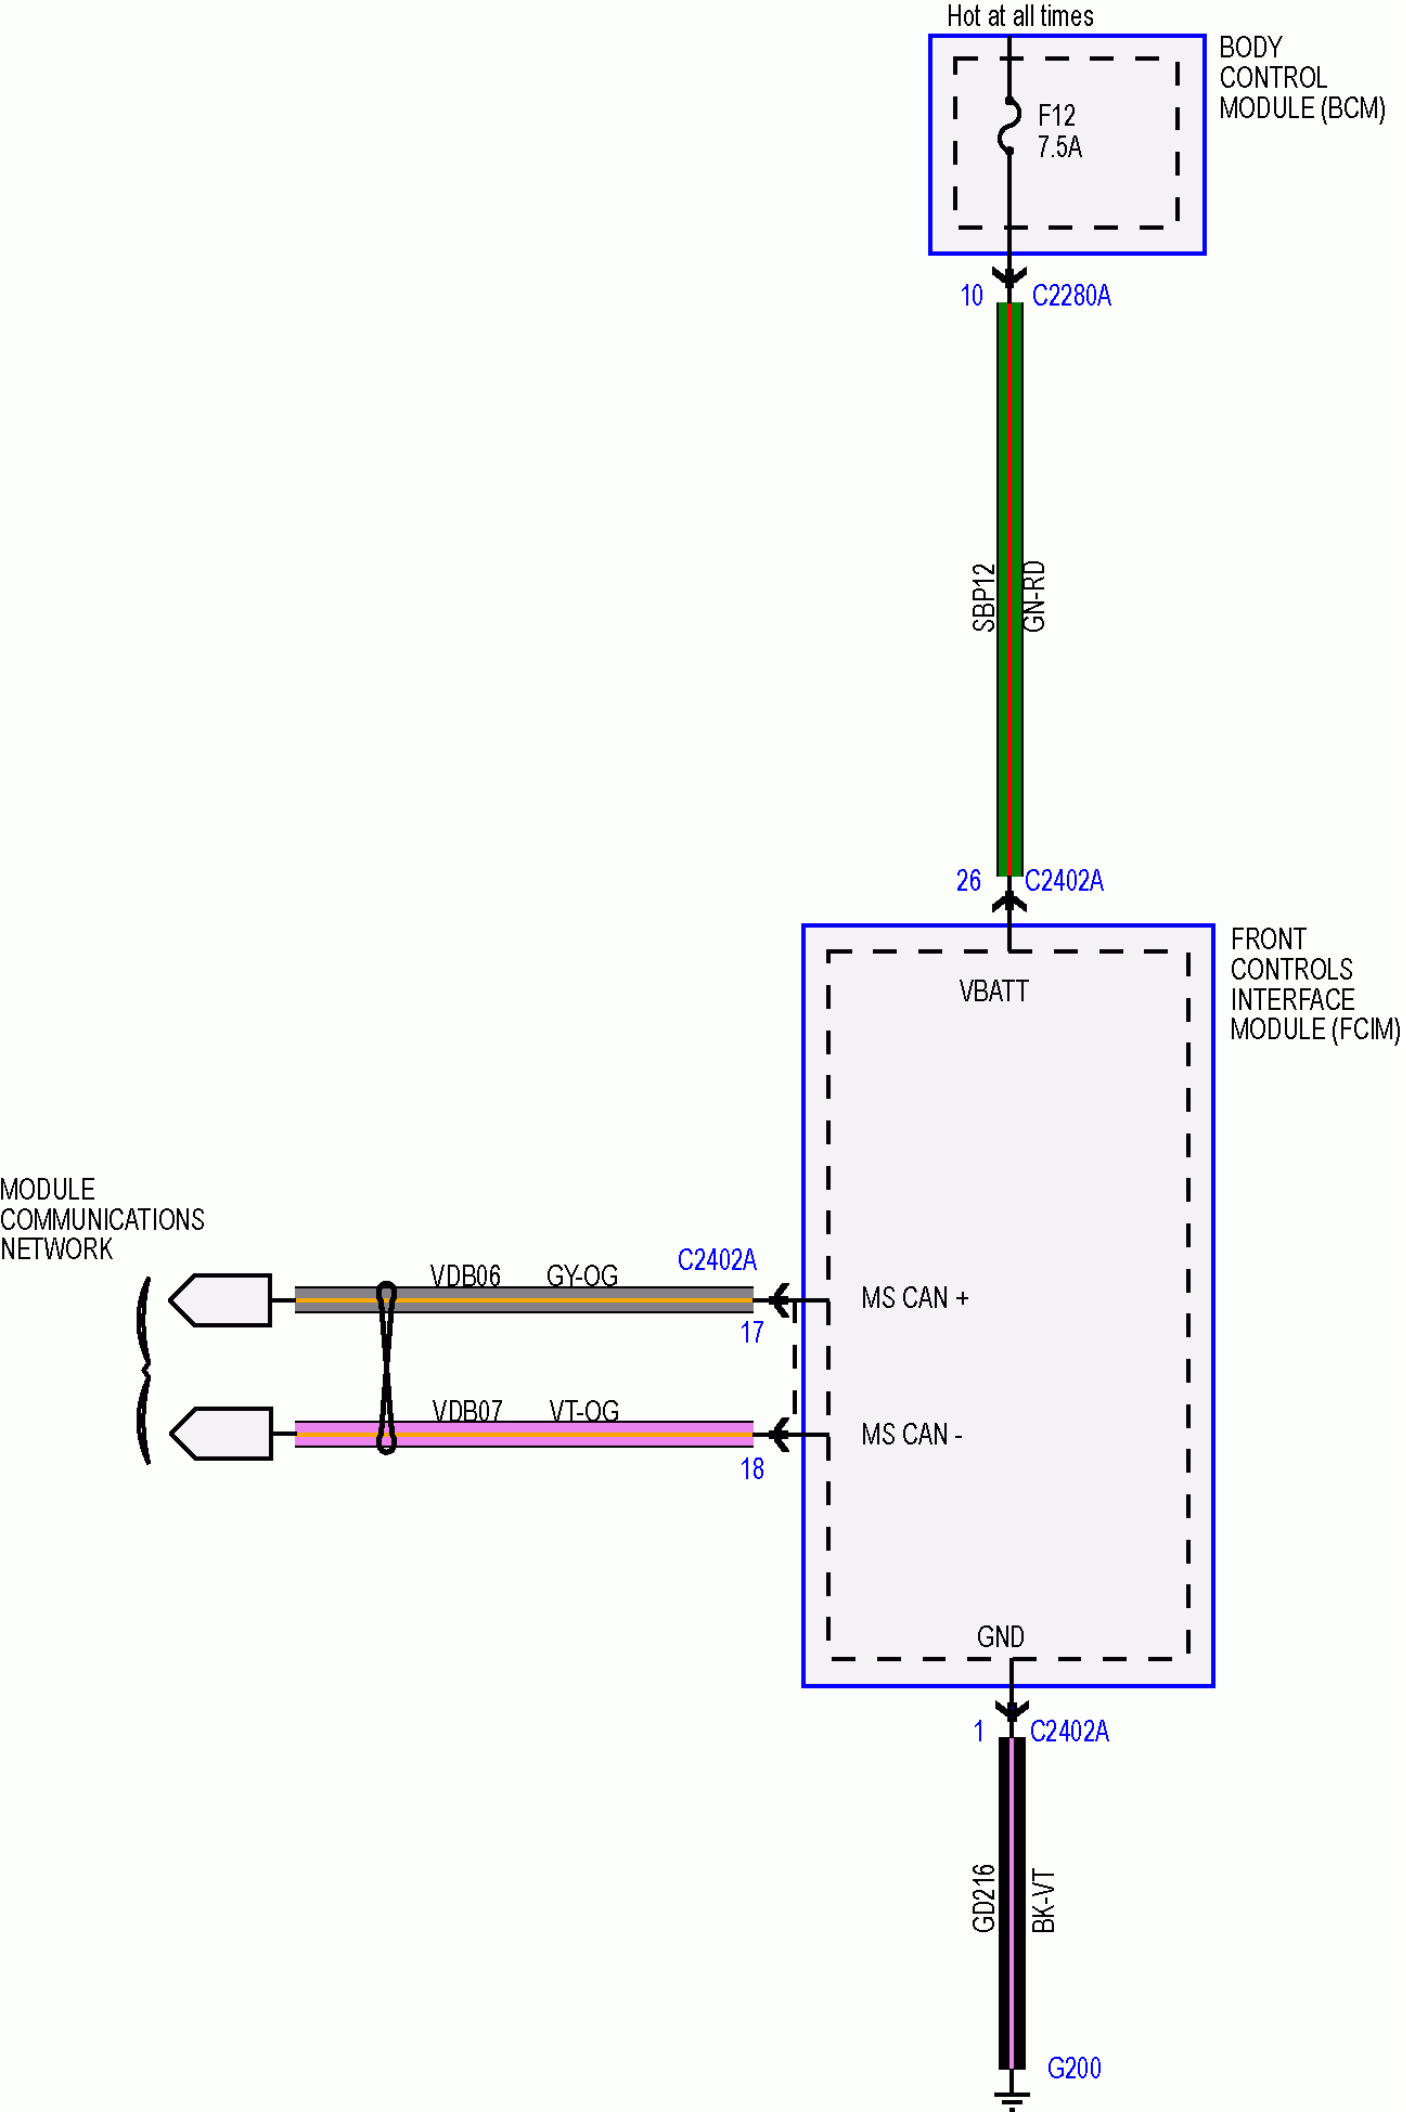 Hot at all times
BODY
CONTROL
MODULE (BCM)
F12
7.5A
10
C2280A
SBP12
GN-RD
26
C2402A
FRONT
CONTROLS
INTERFACE
MODULE (FCIM)
VBATT
MODULE
COMMUNICATIONS
NETWORK
VDB06
GY-OG
C2402A
17
MS CAN +
VDB07
VT-OG
18
MS CAN -
GND
1
C2402A
GD216
BK-VT
G200